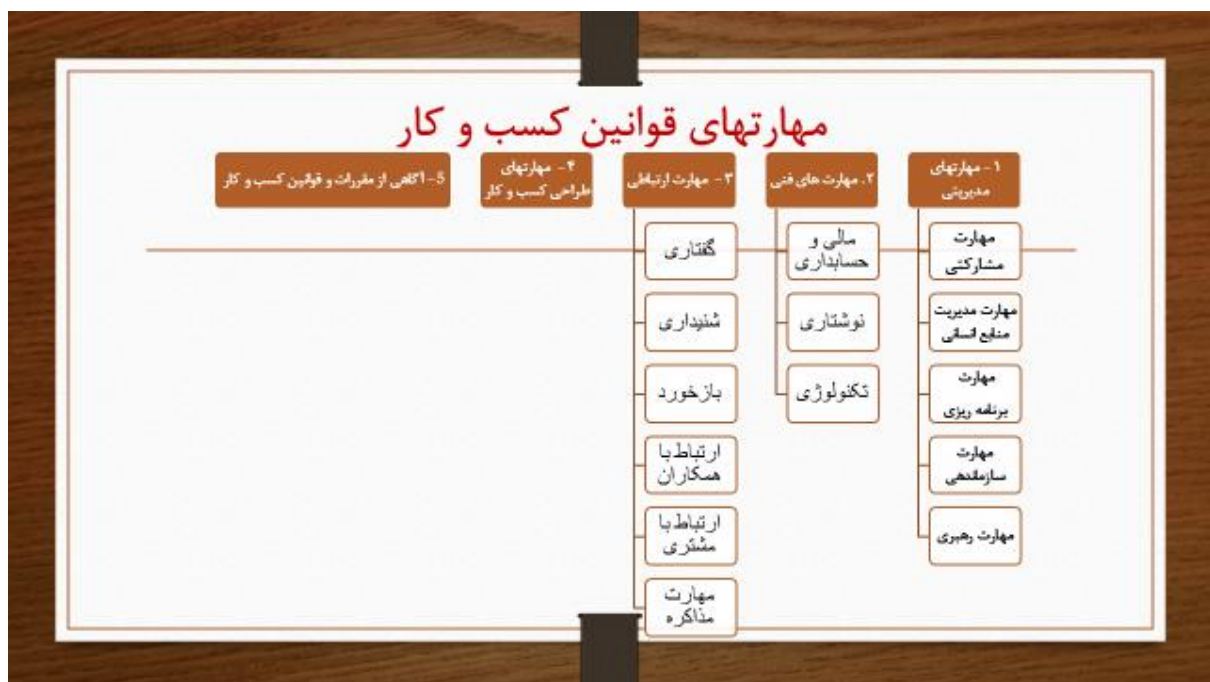 مهارتهای قوانین کسب و کار
۱- مهارتهای
مدیریتی
۲. مهارت های فنی
۳- مهارت ارتباطی
۴- مهارتهای
طراحی کسب و کار
5- آگاهی از مقررات و قوانین کسب و کار
مهارت
مشارکتی
مهارت مدیریت
منابع انسانی
مهارت
برنامه ریزی
مهارت
سازماندهی
مهارت رهبری
مالی و
حسابداری
نوشتاری
تکنولوژی
گفتاری
شنیداری
بازخورد
ارتباط با
همکاران
ارتباط با
مشتری
مهارت
مذاکره